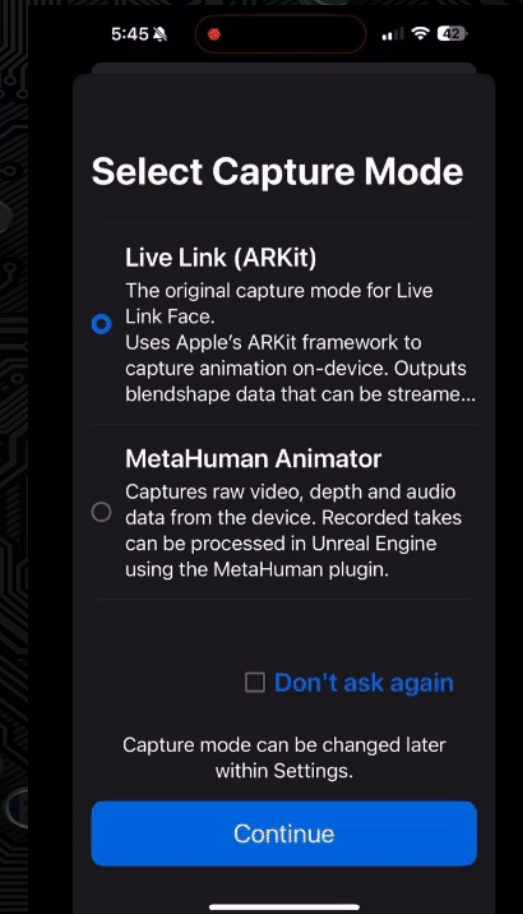 5:45
42
Select Capture Mode
Live Link (ARKit)
The original capture mode for Live
Link Face.
Uses Apple's ARKit framework to
capture animation on-device. Outputs
blendshape data that can be streame...
MetaHuman Animator
Captures raw video, depth and audio
data from the device. Recorded takes
can be processed in Unreal Engine
using the MetaHuman plugin.
Don't ask again
Capture mode can be changed later
within Settings.
Continue